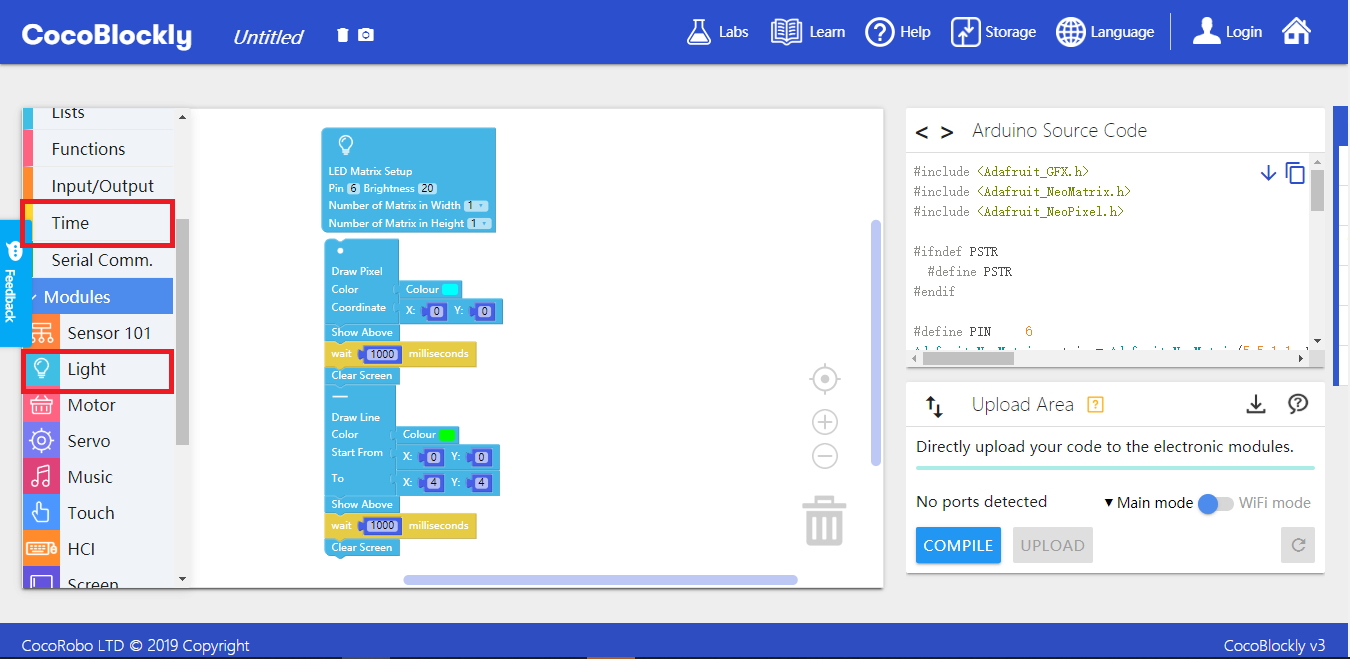 CocoBlockly
Untitled
Labs
Learn
Help
Storage
Language
Login
Lists
Functions
Input/Output
Time
Serial Comm.
Modules
Sensor 101
Light
Motor
Servo
Music
Touch
HCI
Screen
Feedback
LED Matrix Setup
Pin 6 Brightness 20
Number of Matrix in Width 1
Number of Matrix in Height 1
Draw Pixel
Color Colour
Coordinate X: 0 Y: 0
Show Above
wait 1000 milliseconds
Clear Screen
Draw Line
Color Colour
Start From X: 0 Y: 0
To X: 4 Y: 4
Show Above
wait 1000 milliseconds
Clear Screen
< > Arduino Source Code
#include <Adafruit_GFX.h>
#include <Adafruit_NeoMatrix.h>
#include <Adafruit_NeoPixel.h>
#ifndef PSTR
#define PSTR
#endif
#define PIN 6
Upload Area ?
Directly upload your code to the electronic modules.
No ports detected
Main mode
WiFi mode
COMPILE
UPLOAD
CocoRobo LTD © 2019 Copyright
CocoBlockly v3